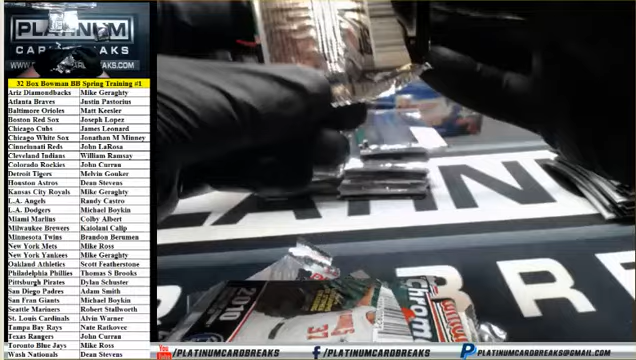 PLATINUM
CARD BREAKS
32 Box Bowman BB Spring Training #1
Ariz Diamondbacks Mike Geraghty
Atlanta Braves Justin Pastorius
Baltimore Orioles Matt Keesler
Boston Red Sox Joseph Lopez
Chicago Cubs James Leonard
Chicago White Sox Jonathan M Minney
Cincinnati Reds John LaRosa
Cleveland Indians William Ramsay
Colorado Rockies John Curran
Detroit Tigers Melvin Gouker
Houston Astros Dean Stevens
Kansas City Royals Mike Geraghty
L.A. Angels Randy Castro
L.A. Dodgers Michael Boykin
Miami Marlins Colby Albert
Milwaukee Brewers Kaiolani Calip
Minnesota Twins Brandon Berumen
New York Mets Mike Ross
New York Yankees Mike Geraghty
Oakland Athletics Scott Featherstone
Philadelphia Phillies Thomas S Brooks
Pittsburg Pirates Dylan Schuster
San Diego Padres Adam Smith
San Fran Giants Michael Boykin
Seattle Mariners Robert Stallworth
St. Louis Cardinals Alvin Warner
Tampa Bay Rays Nate Ratkovec
Texas Rangers John Curran
Toronto Blue Jays Mike Ross
Wash Nationals Dean Stevens
2010
37
Chrom
BRE
/PLATINUMCARDBREAKS /PLATINUMCARDBREAKS PLATINUMCARDBREAKS@GMAIL.COM